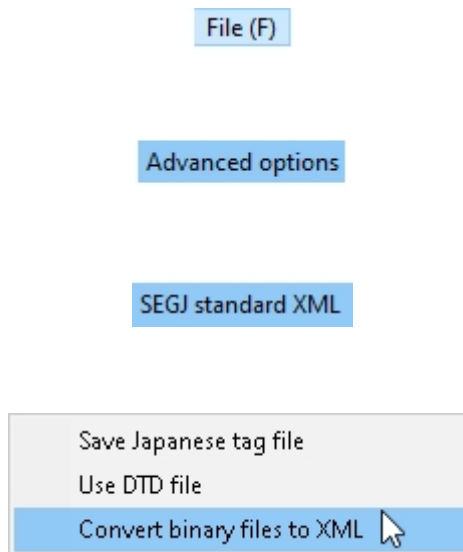 File (F)
Advanced options
SEGJ standard XML
Save Japanese tag file
Use DTD file
Convert binary files to XML